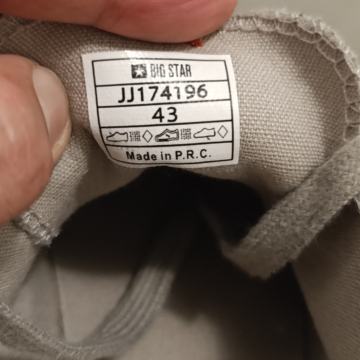 BIG STAR
JJ174196
43
Made in P.R.C.